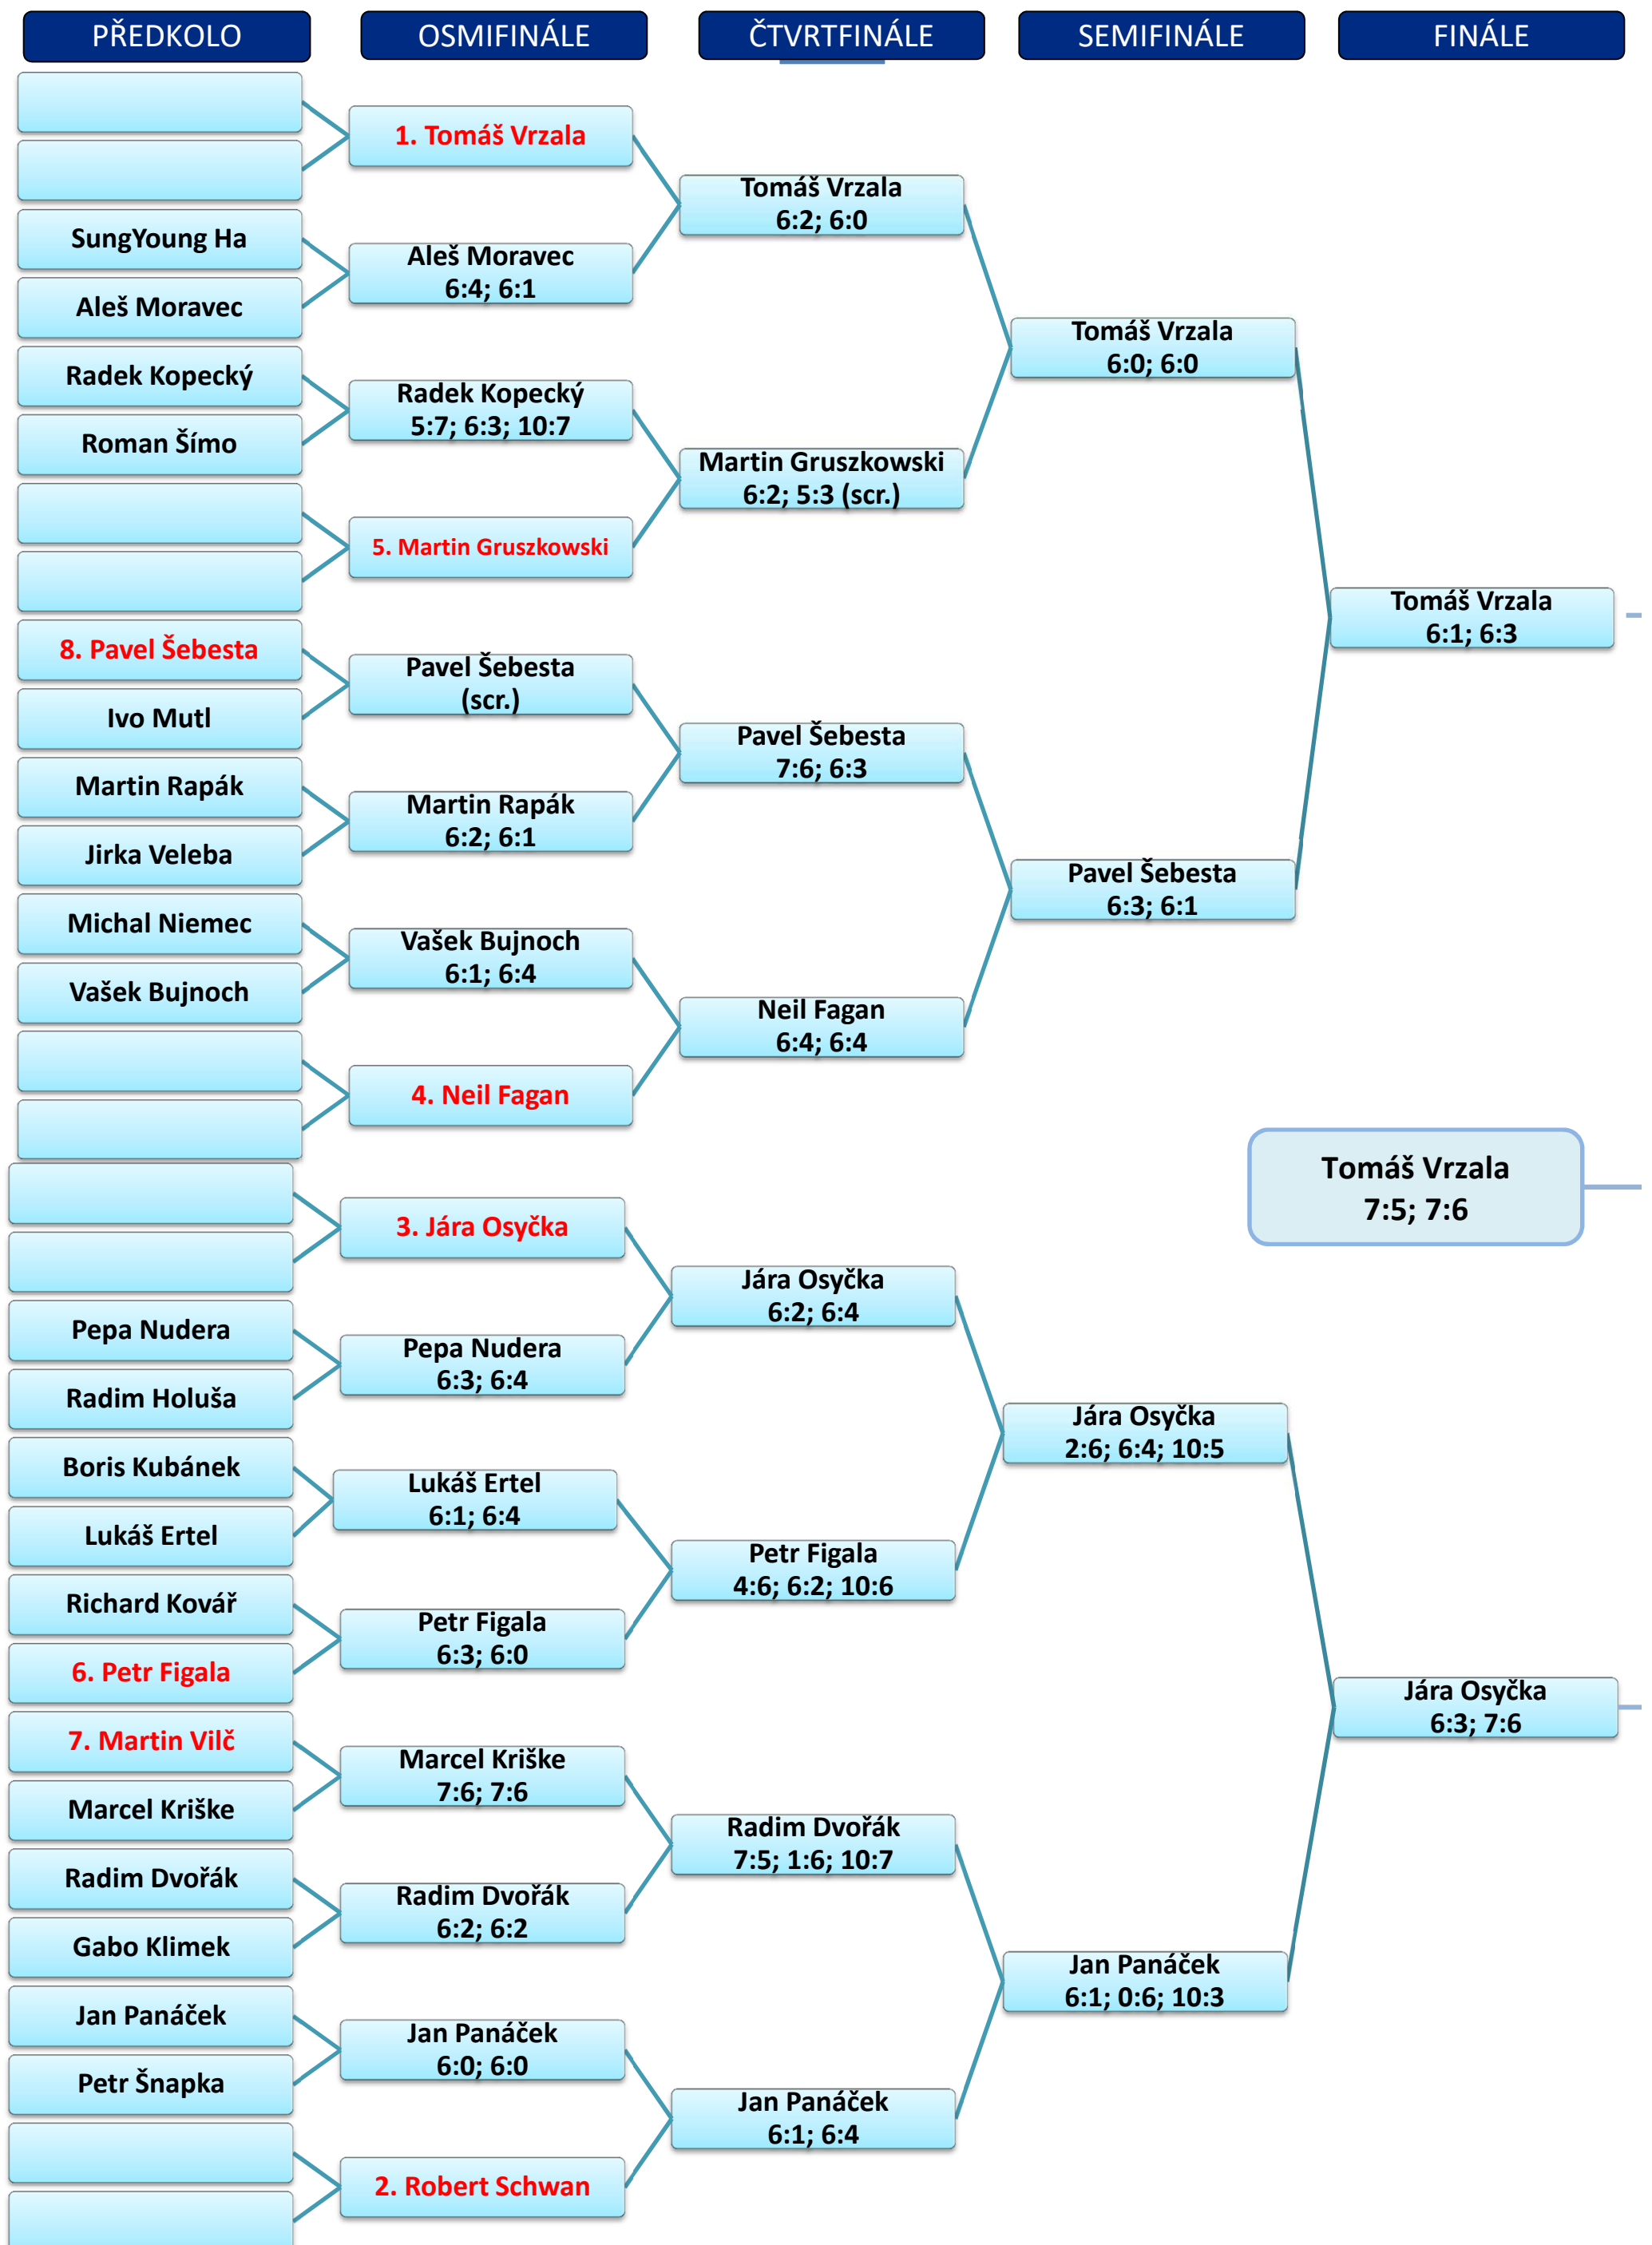 PŘEDKOLO
OSMIFINÁLE
ČTVRTFINÁLE
SEMIFINÁLE
FINÁLE
SungYoung Ha
Aleš Moravec
Radek Kopecký
Roman Šímo
8. Pavel Šebesta
Ivo Mutl
Martin Rapák
Jirka Veleba
Michal Niemec
Vašek Bujnoch
Pepa Nudera
Radim Holuša
Boris Kubánek
Lukáš Ertel
Richard Kovář
6. Petr Figala
7. Martin Vilč
Marcel Kriške
Radim Dvořák
Gabo Klimek
Jan Panáček
Petr Šnapka
1. Tomáš Vrzala
Aleš Moravec
6:4; 6:1
Radek Kopecký
5:7; 6:3; 10:7
5. Martin Gruszkowski
Pavel Šebesta
(scr.)
Martin Rapák
6:2; 6:1
Vašek Bujnoch
6:1; 6:4
4. Neil Fagan
3. Jára Osyčka
Pepa Nudera
6:3; 6:4
Lukáš Ertel
6:1; 6:4
Petr Figala
6:3; 6:0
Marcel Kriške
7:6; 7:6
Radim Dvořák
6:2; 6:2
Jan Panáček
6:0; 6:0
2. Robert Schwan
Tomáš Vrzala
6:2; 6:0
Martin Gruszkowski
6:2; 5:3 (scr.)
Pavel Šebesta
7:6; 6:3
Neil Fagan
6:4; 6:4
Jára Osyčka
6:2; 6:4
Petr Figala
4:6; 6:2; 10:6
Radim Dvořák
7:5; 1:6; 10:7
Jan Panáček
6:1; 6:4
Tomáš Vrzala
6:0; 6:0
Pavel Šebesta
6:3; 6:1
Jára Osyčka
2:6; 6:4; 10:5
Jan Panáček
6:1; 0:6; 10:3
Tomáš Vrzala
6:1; 6:3
Tomáš Vrzala
7:5; 7:6
Jára Osyčka
6:3; 7:6